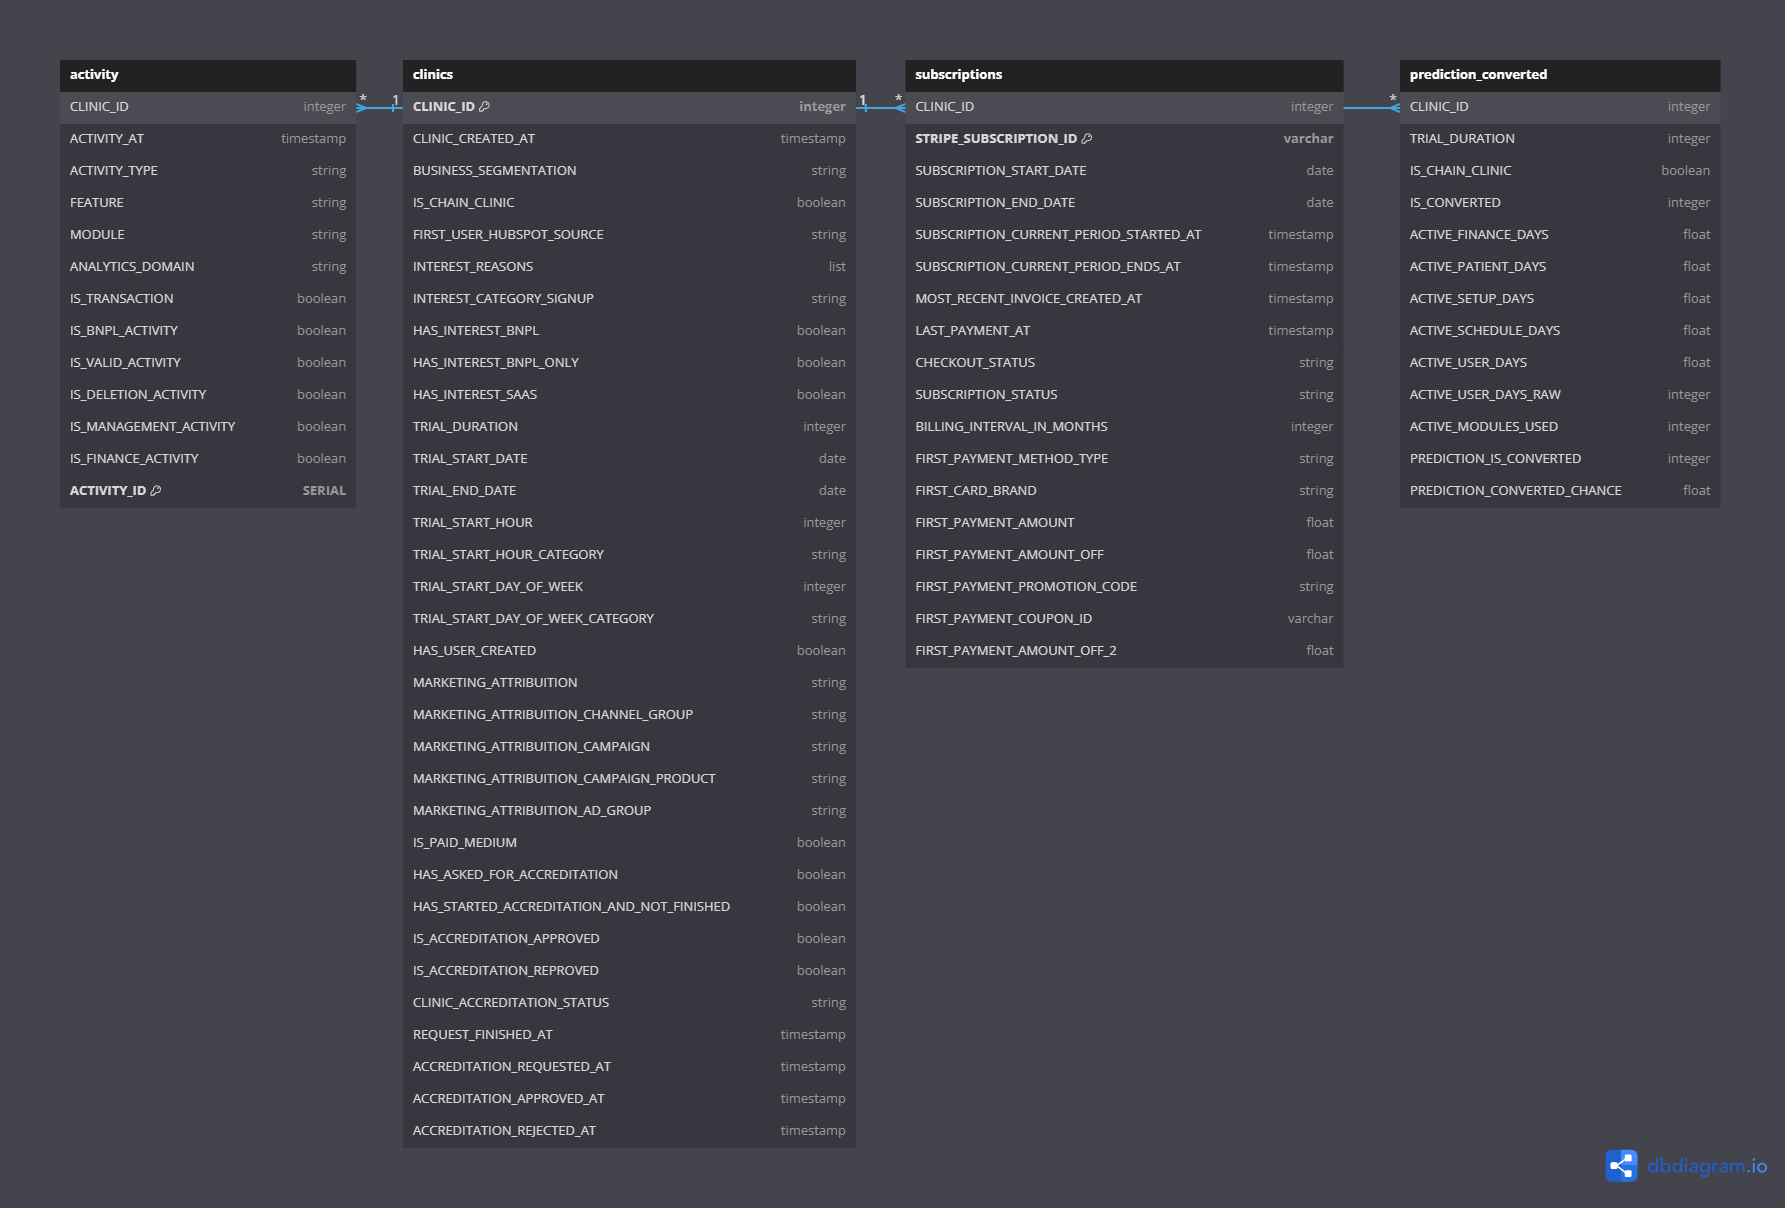 activity
CLINIC_ID integer
ACTIVITY_AT timestamp
ACTIVITY_TYPE string
FEATURE string
MODULE string
ANALYTICS_DOMAIN string
IS_TRANSACTION boolean
IS_BNPL_ACTIVITY boolean
IS_VALID_ACTIVITY boolean
IS_DELETION_ACTIVITY boolean
IS_MANAGEMENT_ACTIVITY boolean
IS_FINANCE_ACTIVITY boolean
ACTIVITY_ID SERIAL
* 1
clinics
CLINIC_ID integer
CLINIC_CREATED_AT timestamp
BUSINESS_SEGMENTATION string
IS_CHAIN_CLINIC boolean
FIRST_USER_HUBSPOT_SOURCE string
INTEREST_REASONS list
INTEREST_CATEGORY_SIGNUP string
HAS_INTEREST_BNPL boolean
HAS_INTEREST_BNPL_ONLY boolean
HAS_INTEREST_SAAS boolean
TRIAL_DURATION integer
TRIAL_START_DATE date
TRIAL_END_DATE date
TRIAL_START_HOUR integer
TRIAL_START_HOUR_CATEGORY string
TRIAL_START_DAY_OF_WEEK integer
TRIAL_START_DAY_OF_WEEK_CATEGORY string
HAS_USER_CREATED boolean
MARKETING_ATTRIBUITION string
MARKETING_ATTRIBUITION_CHANNEL_GROUP string
MARKETING_ATTRIBUITION_CAMPAIGN string
MARKETING_ATTRIBUITION_CAMPAIGN_PRODUCT string
MARKETING_ATTRIBUITION_AD_GROUP string
IS_PAID_MEDIUM boolean
HAS_ASKED_FOR_ACCREDITATION boolean
HAS_STARTED_ACCREDITATION_AND_NOT_FINISHED boolean
IS_ACCREDITATION_APPROVED boolean
IS_ACCREDITATION_REPROVED boolean
CLINIC_ACCREDITATION_STATUS string
REQUEST_FINISHED_AT timestamp
ACCREDITATION_REQUESTED_AT timestamp
ACCREDITATION_APPROVED_AT timestamp
ACCREDITATION_REJECTED_AT timestamp
1 *
subscriptions
CLINIC_ID integer
STRIPE_SUBSCRIPTION_ID varchar
SUBSCRIPTION_START_DATE date
SUBSCRIPTION_END_DATE date
SUBSCRIPTION_CURRENT_PERIOD_STARTED_AT timestamp
SUBSCRIPTION_CURRENT_PERIOD_ENDS_AT timestamp
MOST_RECENT_INVOICE_CREATED_AT timestamp
LAST_PAYMENT_AT timestamp
CHECKOUT_STATUS string
SUBSCRIPTION_STATUS string
BILLING_INTERVAL_IN_MONTHS integer
FIRST_PAYMENT_METHOD_TYPE string
FIRST_CARD_BRAND string
FIRST_PAYMENT_AMOUNT float
FIRST_PAYMENT_AMOUNT_OFF float
FIRST_PAYMENT_PROMOTION_CODE string
FIRST_PAYMENT_COUPON_ID varchar
FIRST_PAYMENT_AMOUNT_OFF_2 float
*
prediction_converted
CLINIC_ID integer
TRIAL_DURATION integer
IS_CHAIN_CLINIC boolean
IS_CONVERTED integer
ACTIVE_FINANCE_DAYS float
ACTIVE_PATIENT_DAYS float
ACTIVE_SETUP_DAYS float
ACTIVE_SCHEDULE_DAYS float
ACTIVE_USER_DAYS float
ACTIVE_USER_DAYS_RAW integer
ACTIVE_MODULES_USED integer
PREDICTION_IS_CONVERTED integer
PREDICTION_CONVERTED_CHANCE float
dbdiagram.io